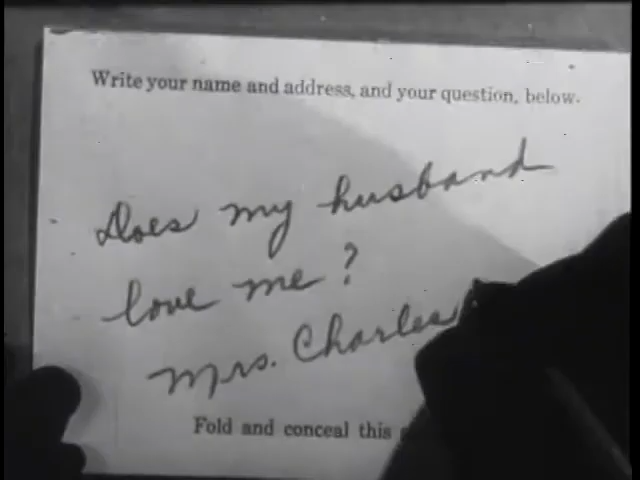 Write your name and address, and your question, below.
Does my husband
love me?
Mrs. Charles
Fold and conceal this